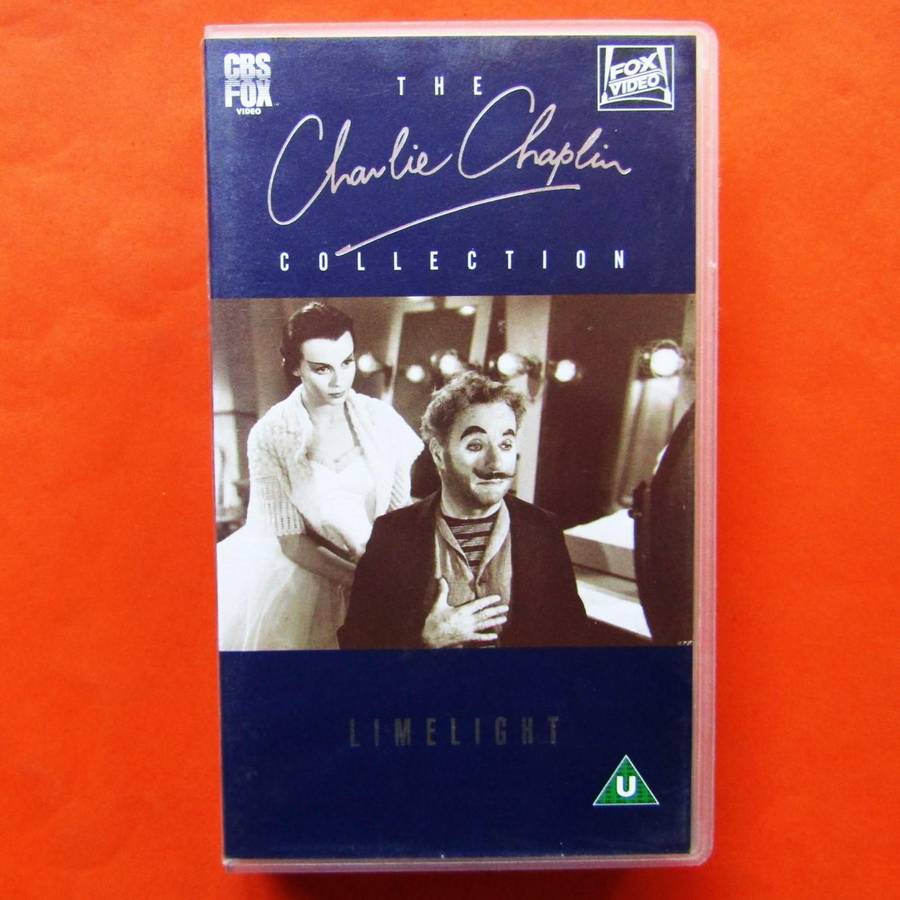 CBS
FOX
VIDEO
FOX
VIDEO
THE
Charlie Chaplin
COLLECTION
LIMELIGHT
U